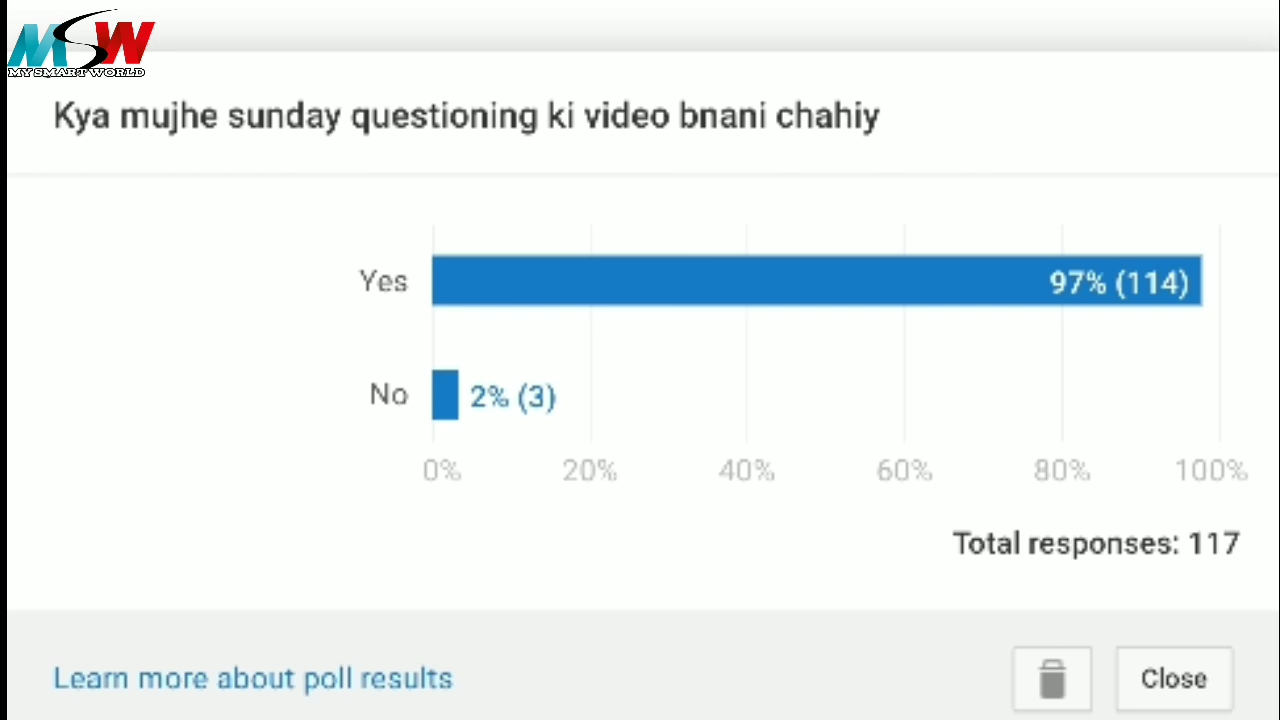 MSW
MY SMART WORLD
Kya mujhe sunday questioning ki video bnani chahiy
Yes
97% (114)
No
2% (3)
0% 20% 40% 60% 80% 100%
Total responses: 117
Learn more about poll results
Close